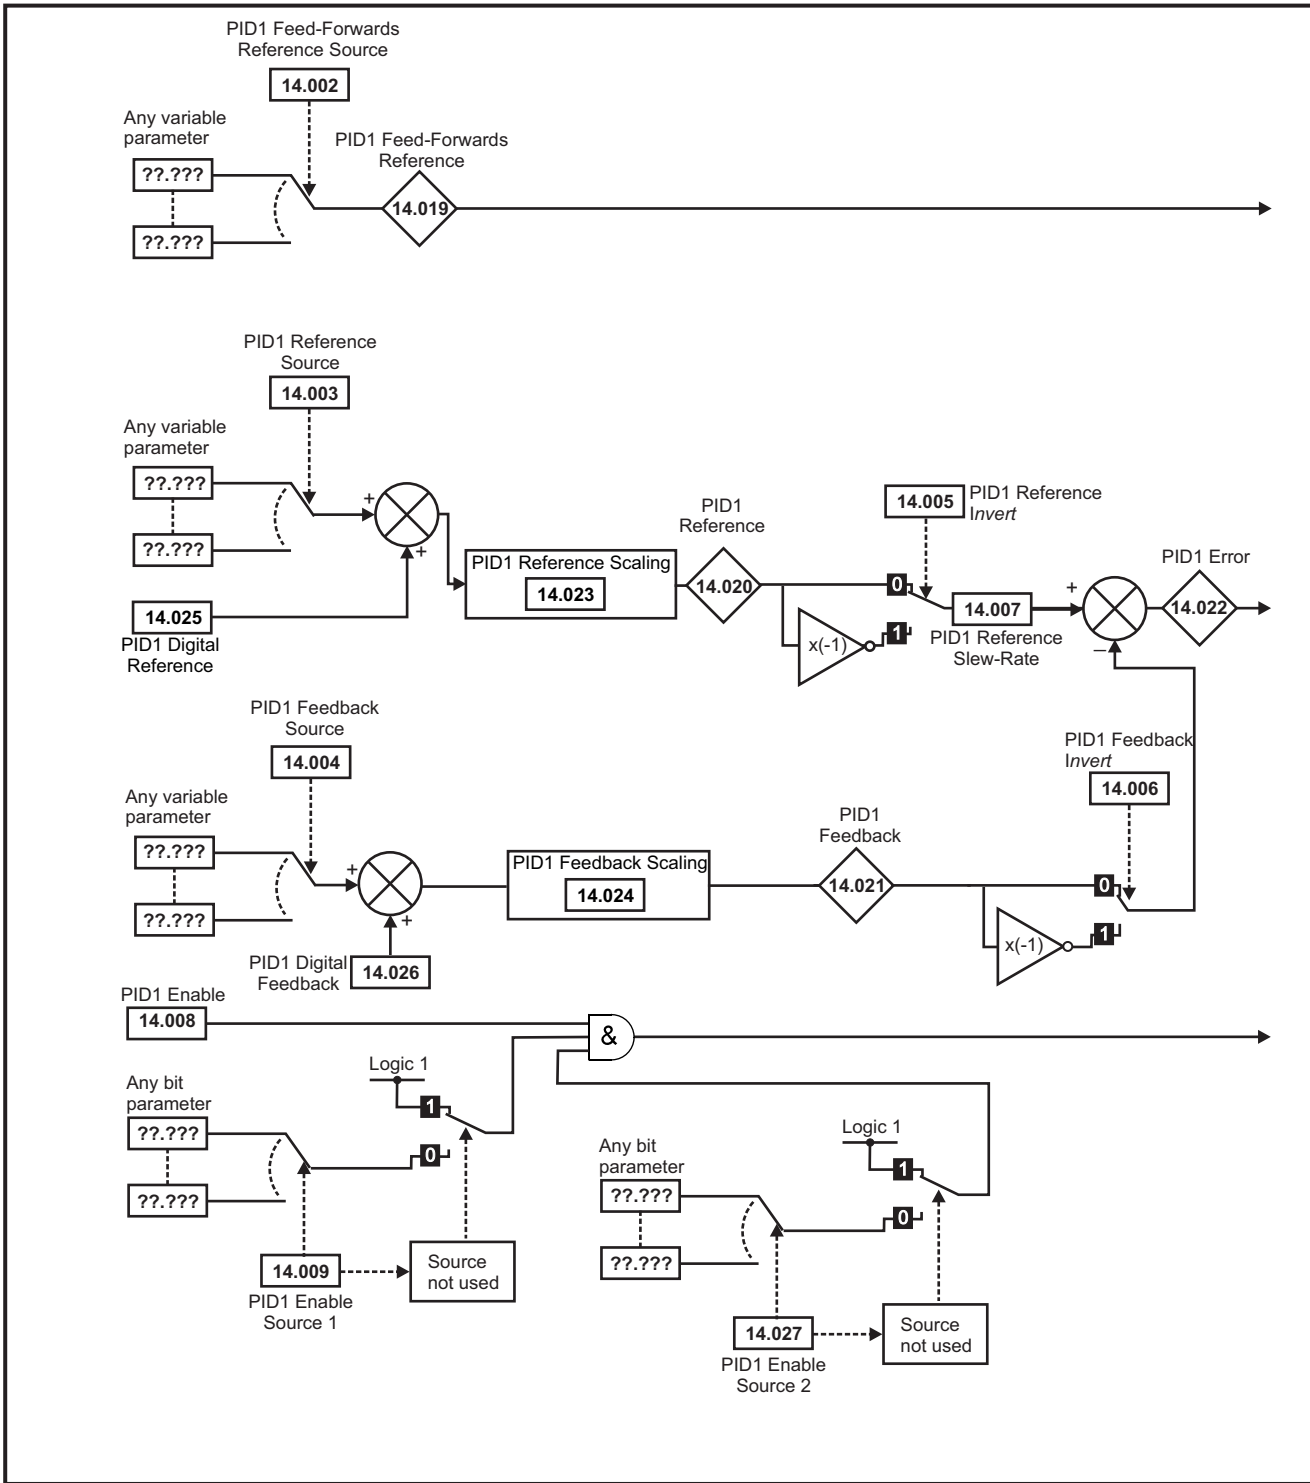 PID1 Feed-Forwards
Reference Source
14.002
Any variable
parameter
PID1 Feed-Forwards
Reference
??.???
14.019
??.???
PID1 Reference
Source
14.003
Any variable
parameter
??.???
+
??.???
+
14.025
PID1 Digital
Reference
PID1 Reference Scaling
14.023
PID1
Reference
14.020
14.005
PID1 Reference
Invert
0
1
x(-1)
14.007
PID1 Reference
Slew-Rate
+
–
PID1 Error
14.022
PID1 Feedback
Source
14.004
Any variable
parameter
??.???
+
??.???
+
PID1 Digital
Feedback
14.026
PID1 Feedback Scaling
14.024
PID1
Feedback
14.021
PID1 Feedback
Invert
14.006
0
1
x(-1)
PID1 Enable
14.008
&
Logic 1
Any bit
parameter
1
??.???
0
??.???
14.009
Source
not used
PID1 Enable
Source 1
Logic 1
Any bit
parameter
1
??.???
0
??.???
14.027
Source
not used
PID1 Enable
Source 2